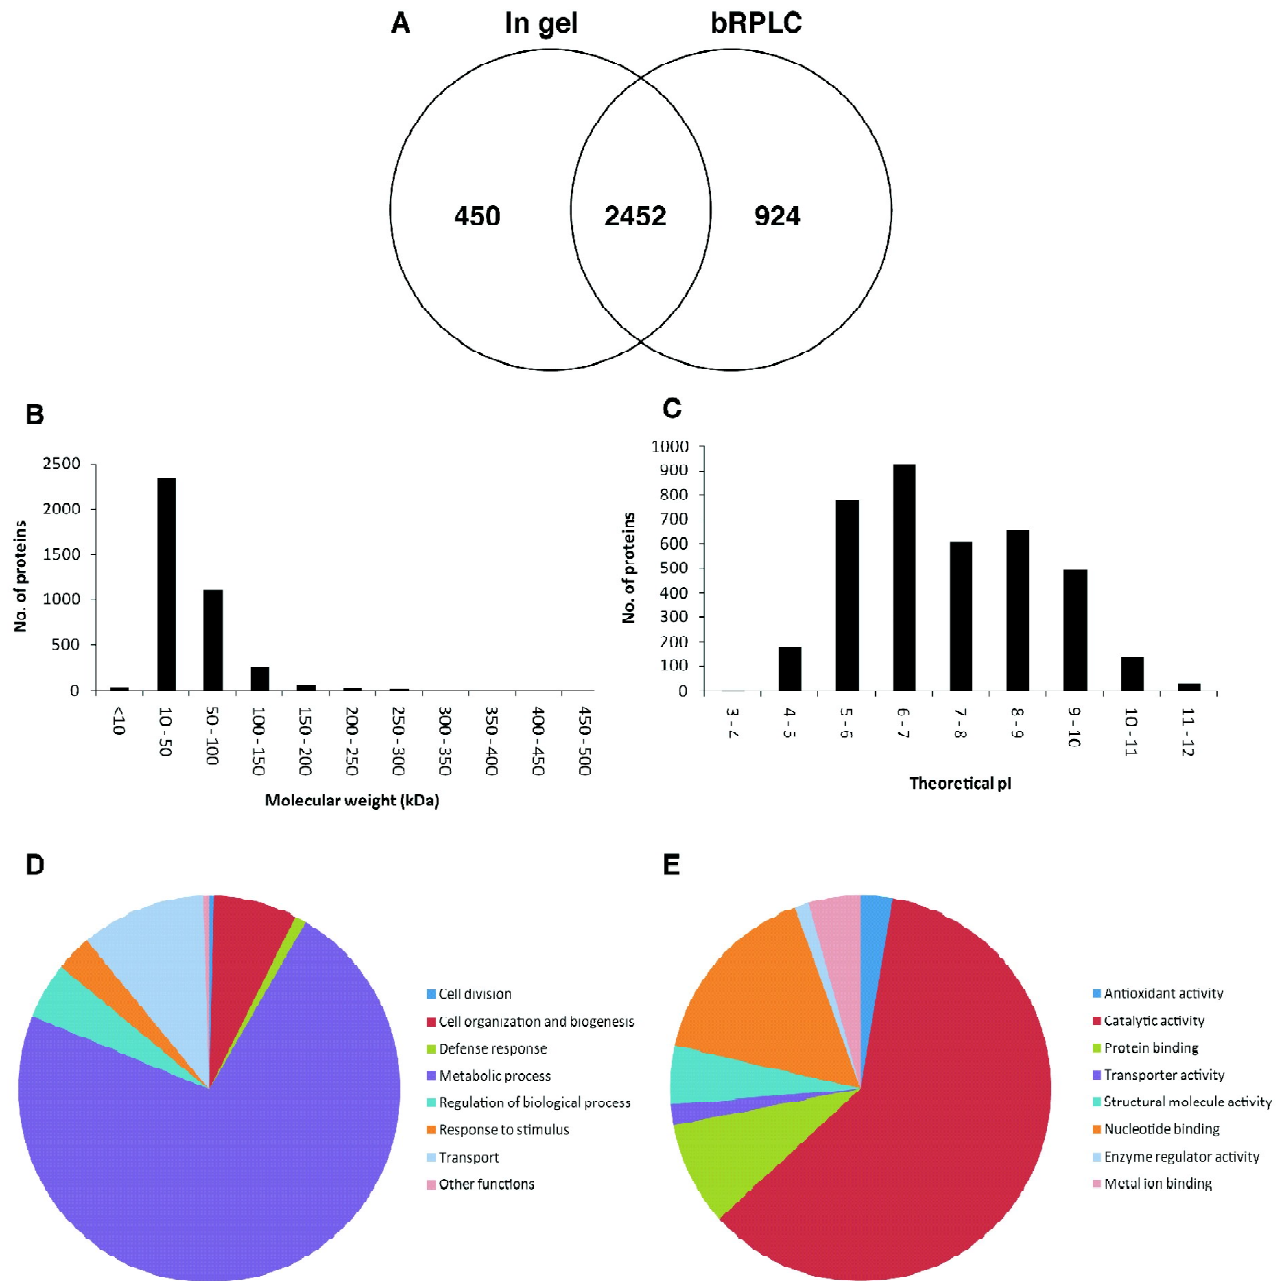 A In gel bRPLC
450 2452 924
B
2500
2000
1500
1000
500
0
No. of proteins
<10
10 - 50
50 - 100
100 - 150
150 - 200
200 - 250
250 - 300
300 - 350
350 - 400
400 - 450
450 - 500
Molecular weight (kDa)
C
1000
900
800
700
600
500
400
300
200
100
0
No. of proteins
3 - 4
4 - 5
5 - 6
6 - 7
7 - 8
8 - 9
9 - 10
10 - 11
11 - 12
Theoretical pI
D
Cell division
Cell organization and biogenesis
Defense response
Metabolic process
Regulation of biological process
Response to stimulus
Transport
Other functions
E
Antioxidant activity
Catalytic activity
Protein binding
Transporter activity
Structural molecule activity
Nucleotide binding
Enzyme regulator activity
Metal ion binding